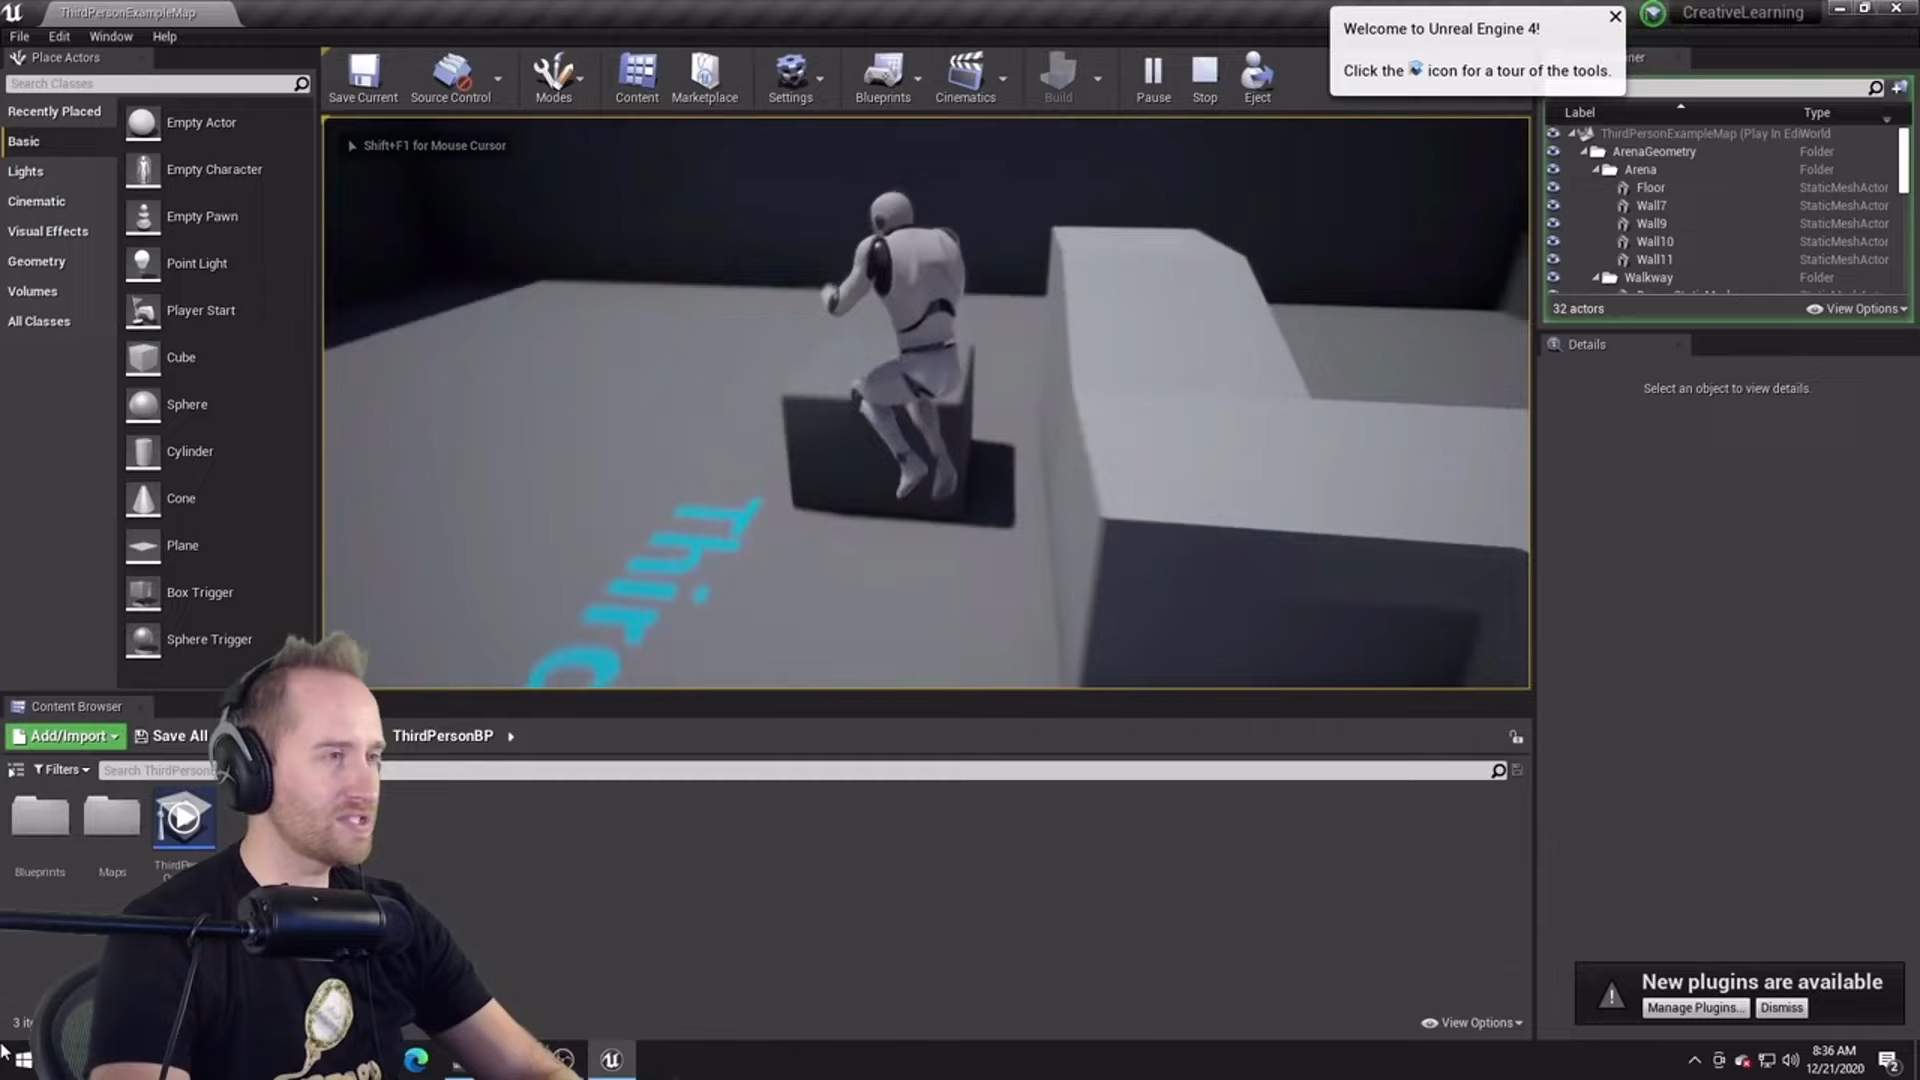 ThirdPersonExampleMap
CreativeLearning
File Edit Window Help
Welcome to Unreal Engine 4!
Click the icon for a tour of the tools.
Place Actors
Search Classes
Recently Placed
Basic
Lights
Cinematic
Visual Effects
Geometry
Volumes
All Classes
Empty Actor
Empty Character
Empty Pawn
Point Light
Player Start
Cube
Sphere
Cylinder
Cone
Plane
Box Trigger
Sphere Trigger
Save Current
Source Control
Modes
Content
Marketplace
Settings
Blueprints
Cinematics
Build
Pause
Stop
Eject
Shift+F1 for Mouse Cursor
Label Type
ThirdPersonExampleMap (Play In Edi World
ArenaGeometry Folder
Arena Folder
Floor StaticMeshActor
Wall7 StaticMeshActor
Wall9 StaticMeshActor
Wall10 StaticMeshActor
Wall11 StaticMeshActor
Walkway Folder
32 actors View Options
Details
Select an object to view details.
Content Browser
Add/Import Save All ThirdPersonBP
Filters Search ThirdPerson
Blueprints Maps
View Options
New plugins are available
Manage Plugins... Dismiss
8:36 AM
12/21/2020
2